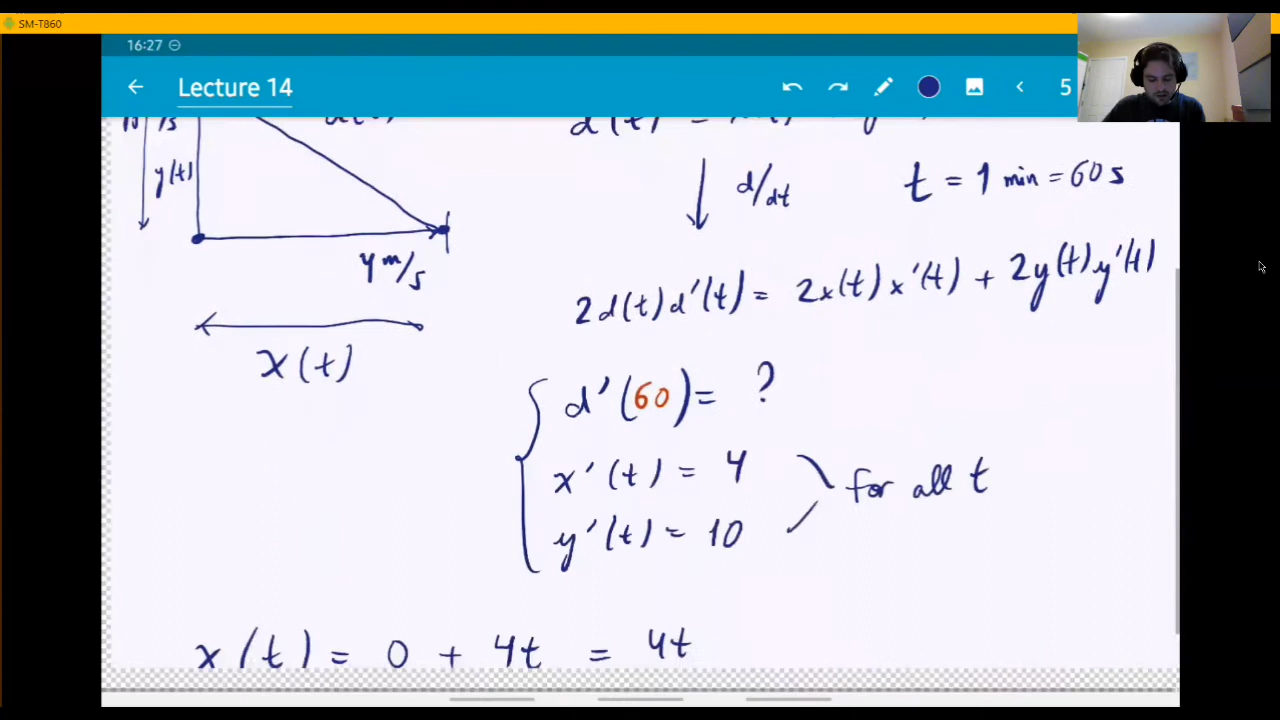 SM-T860
16:27
Lecture 14
5
y(t)
d/dt
t = 1 min = 60 s
4 m/s
2d(t)d'(t) = 2x(t)x'(t) + 2y(t)y'(t)
x(t)
d'(60) = ?
x'(t) = 4
y'(t) = 10
for all t
x(t) = 0 + 4t = 4t